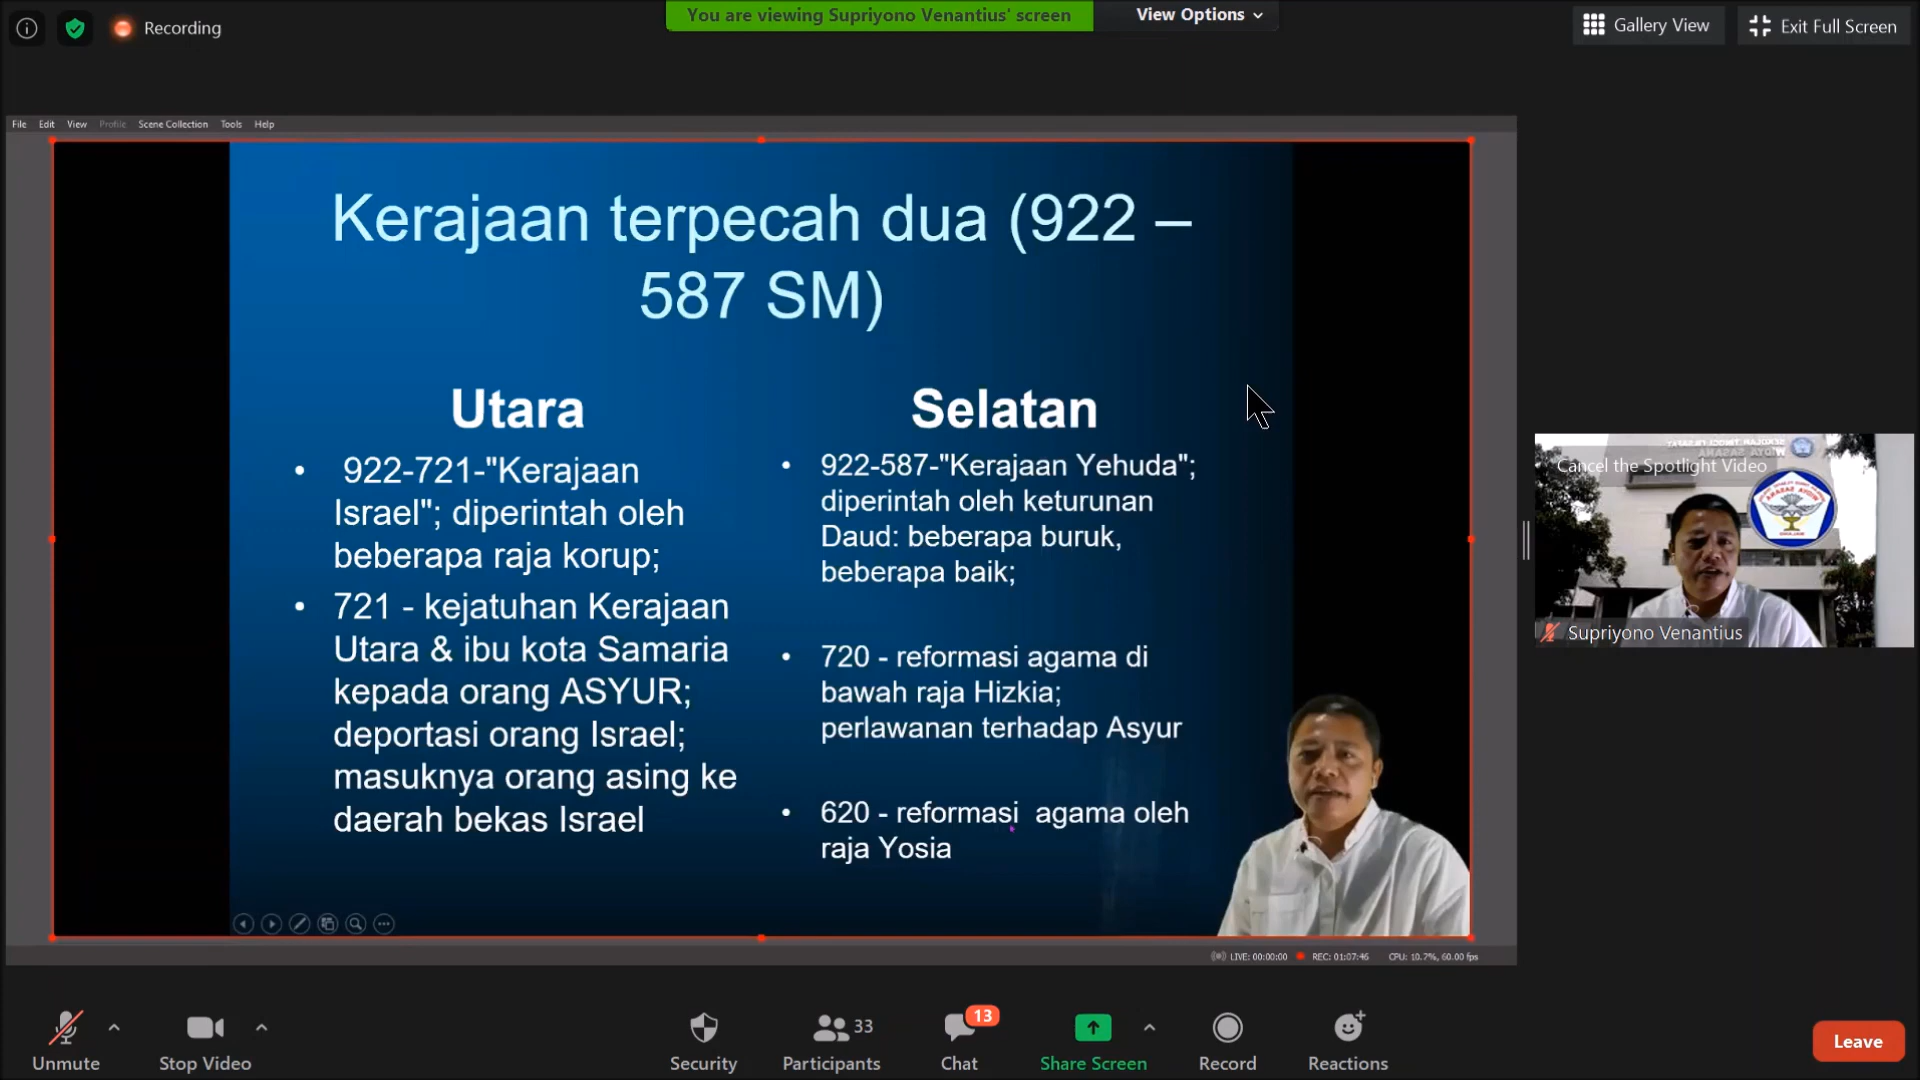 Recording
You are viewing Supriyono Venantius' screen
View Options
Gallery View
Exit Full Screen
File Edit View Profile Scene Collection Tools Help
Kerajaan terpecah dua (922 –
587 SM)
Utara
• 922-721-"Kerajaan
Israel"; diperintah oleh
beberapa raja korup;
• 721 - kejatuhan Kerajaan
Utara & ibu kota Samaria
kepada orang ASYUR;
deportasi orang Israel;
masuknya orang asing ke
daerah bekas Israel
Selatan
• 922-587-"Kerajaan Yehuda";
diperintah oleh keturunan
Daud: beberapa buruk,
beberapa baik;
• 720 - reformasi agama di
bawah raja Hizkia;
perlawanan terhadap Asyur
• 620 - reformasi agama oleh
raja Yosia
LIVE: 00:00:00 REC: 01:07:46 CPU: 10.7%, 60.00 fps
Cancel the Spotlight Video
Supriyono Venantius
Unmute
Stop Video
Security
33
Participants
13
Chat
Share Screen
Record
Reactions
Leave